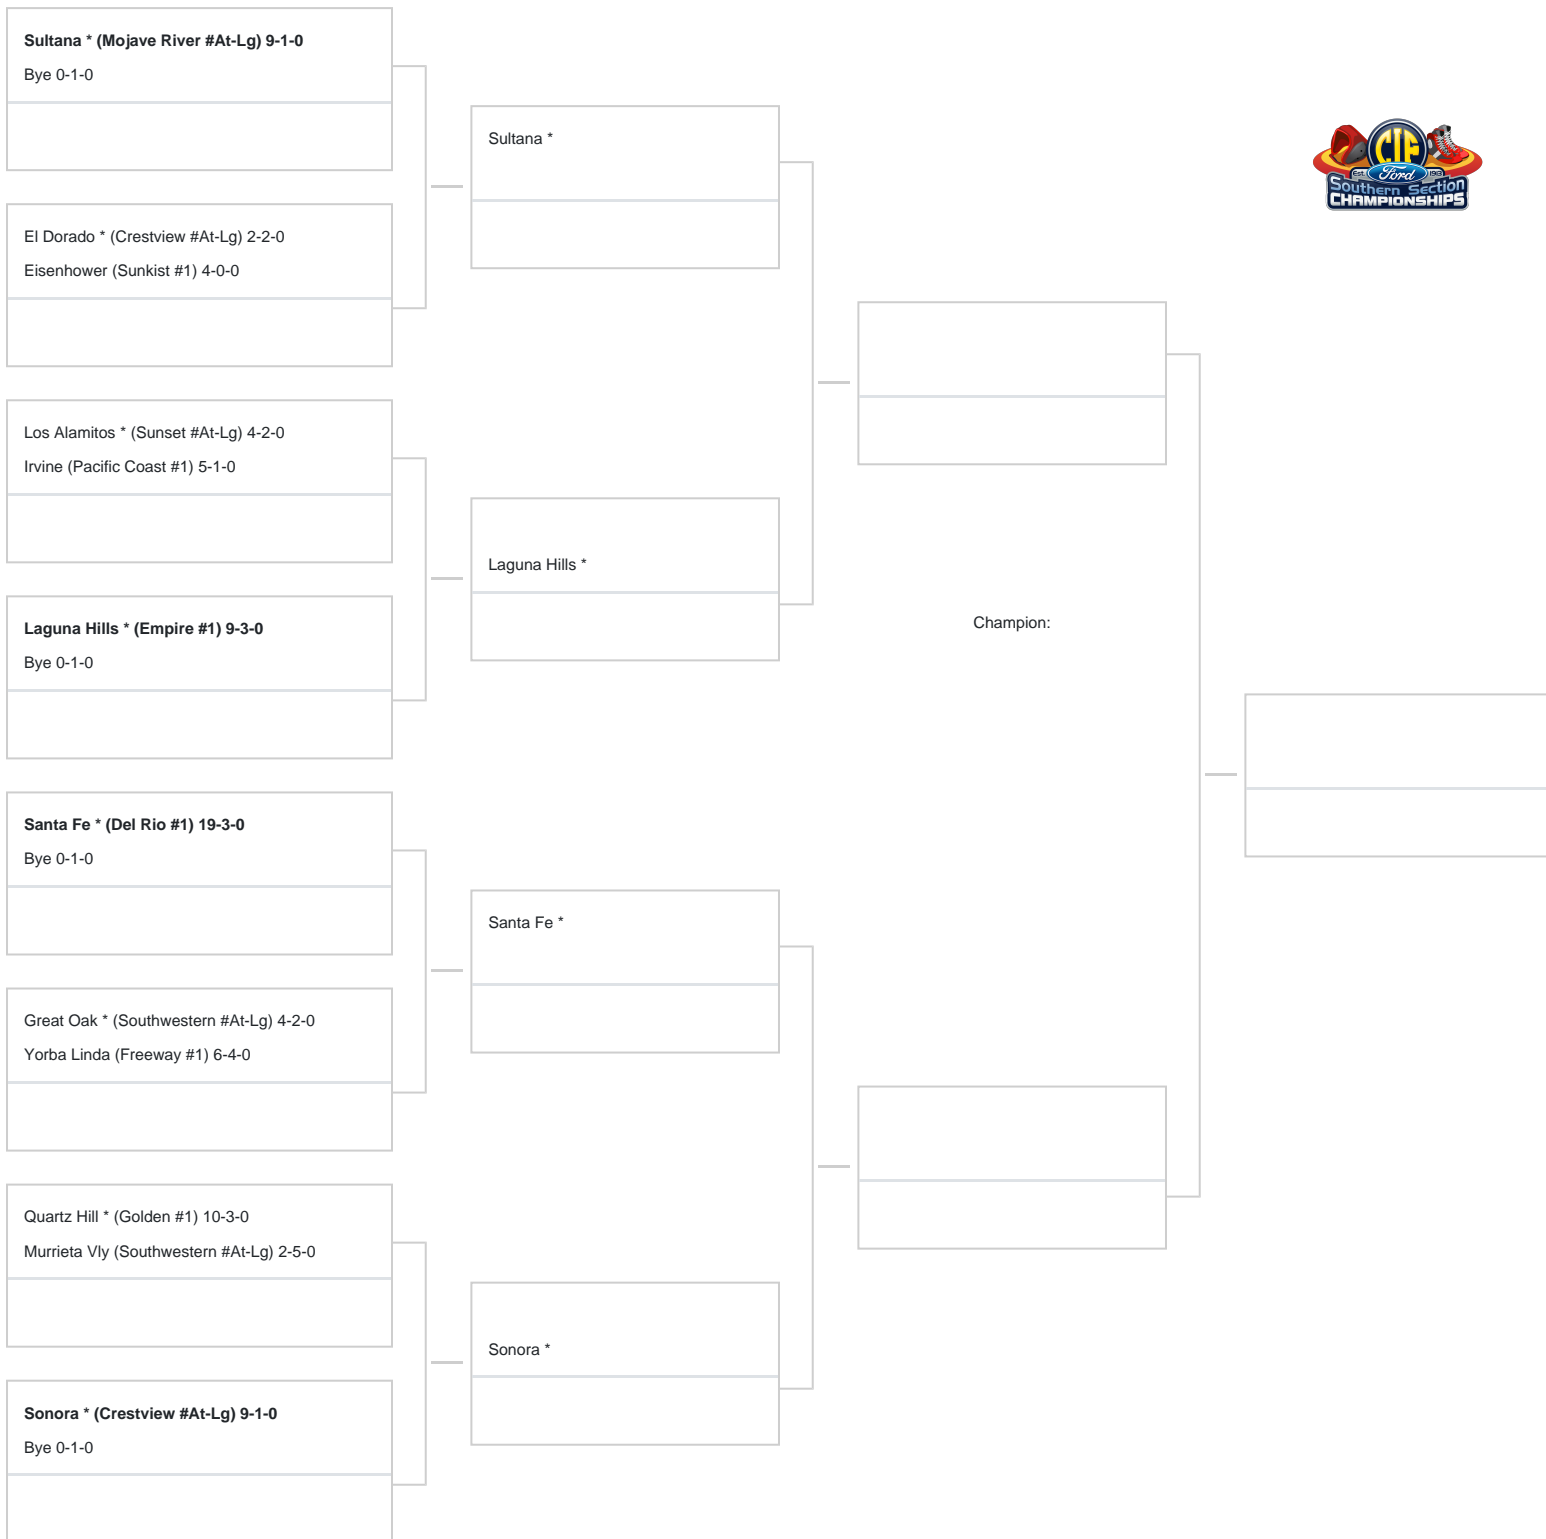 Sultana * (Mojave River #At-Lg) 9-1-0
Bye 0-1-0
El Dorado * (Crestview #At-Lg) 2-2-0
Eisenhower (Sunkist #1) 4-0-0
Los Alamitos * (Sunset #At-Lg) 4-2-0
Irvine (Pacific Coast #1) 5-1-0
Laguna Hills * (Empire #1) 9-3-0
Bye 0-1-0
Santa Fe * (Del Rio #1) 19-3-0
Bye 0-1-0
Great Oak * (Southwestern #At-Lg) 4-2-0
Yorba Linda (Freeway #1) 6-4-0
Quartz Hill * (Golden #1) 10-3-0
Murrieta Vly (Southwestern #At-Lg) 2-5-0
Sonora * (Crestview #At-Lg) 9-1-0
Bye 0-1-0
Sultana *
Laguna Hills *
Santa Fe *
Sonora *
Champion:
CIF
Est. Ford 1913
Southern Section
CHAMPIONSHIPS